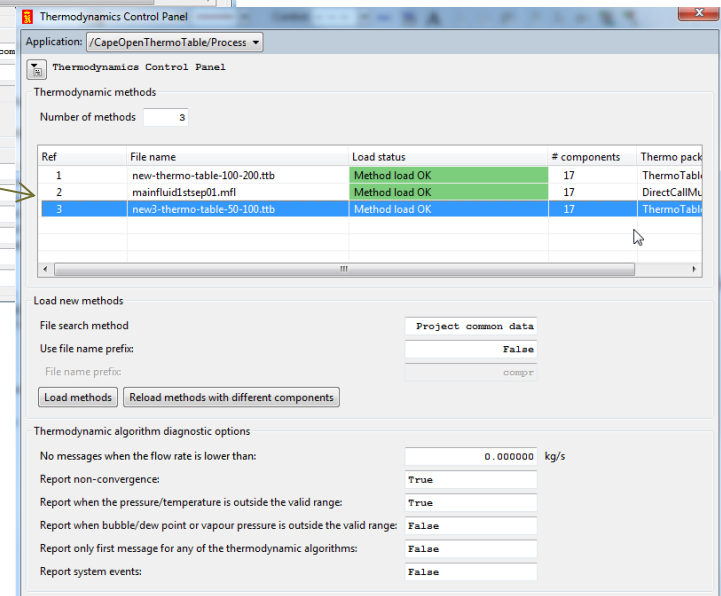 Thermodynamics Control Panel
Application: /CapeOpenThermoTable/Process
com
Thermodynamics Control Panel
Thermodynamic methods
Number of methods 3
Ref File name Load status # components Thermo pack
1 new-thermo-table-100-200.ttb Method load OK 17 ThermoTabl
2 mainfluid1step01.mfl Method load OK 17 DirectCallMu
3 new3-thermo-table-50-100.ttb Method load OK 17 ThermoTabl
Load new methods
File search method Project common data
Use file name prefix: False
File name prefix: compr
Load methods Reload methods with different components
Thermodynamic algorithm diagnostic options
No messages when the flow rate is lower than: 0.000000 kg/s
Report non-convergence: True
Report when the pressure/temperature is outside the valid range: True
Report when bubble/dew point or vapour pressure is outside the valid range: False
Report only first message for any of the thermodynamic algorithms: False
Report system events: False